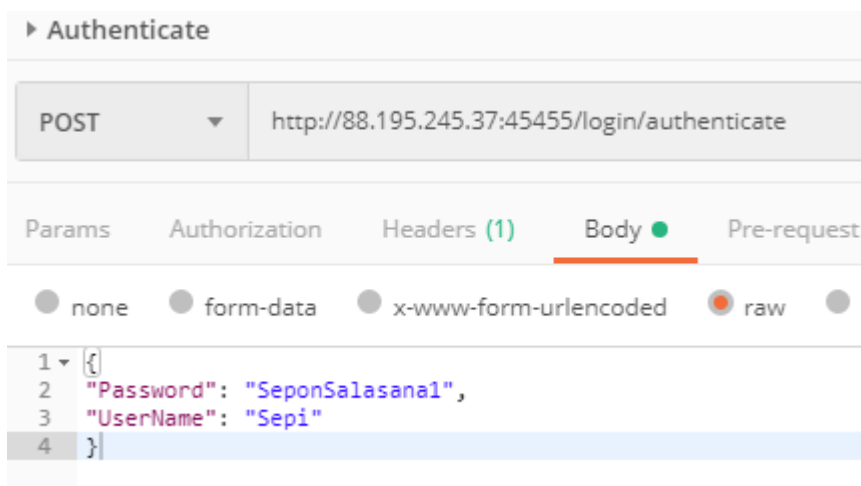 Authenticate
POST http://88.195.245.37:45455/login/authenticate
Params Authorization Headers (1) Body Pre-request
none form-data x-www-form-urlencoded raw
1 {
2 "Password": "SeponSalasana1",
3 "UserName": "Sepi"
4 }